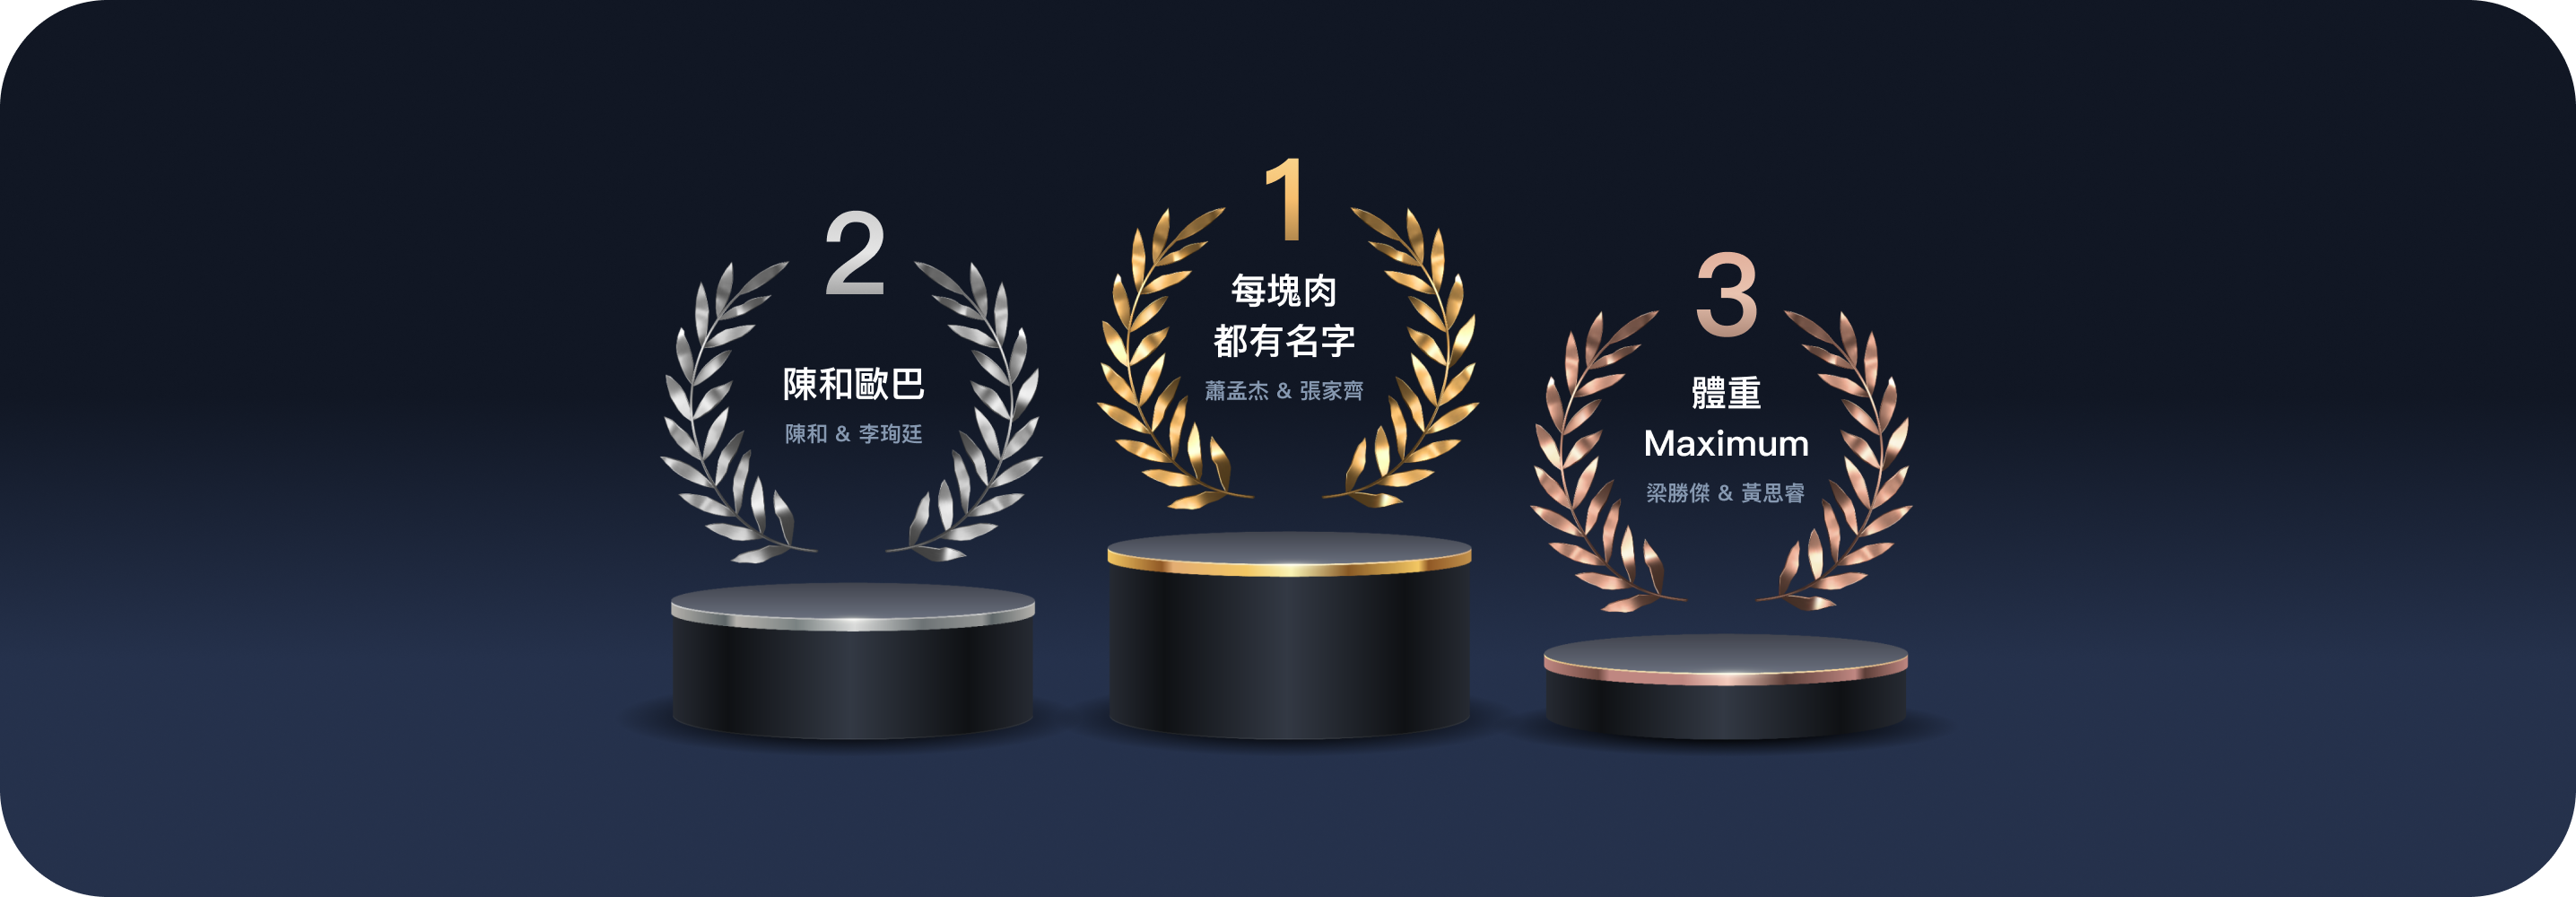 2
陳和歐巴
陳和 & 李珣廷
1
每塊肉
都有名字
蕭孟杰 & 張家齊
3
體重
Maximum
梁勝傑 & 黃思睿